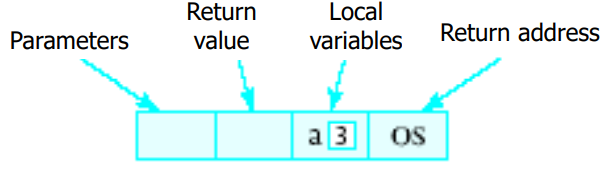 Parameters
Return
value
Local
variables
Return address
a 3
OS